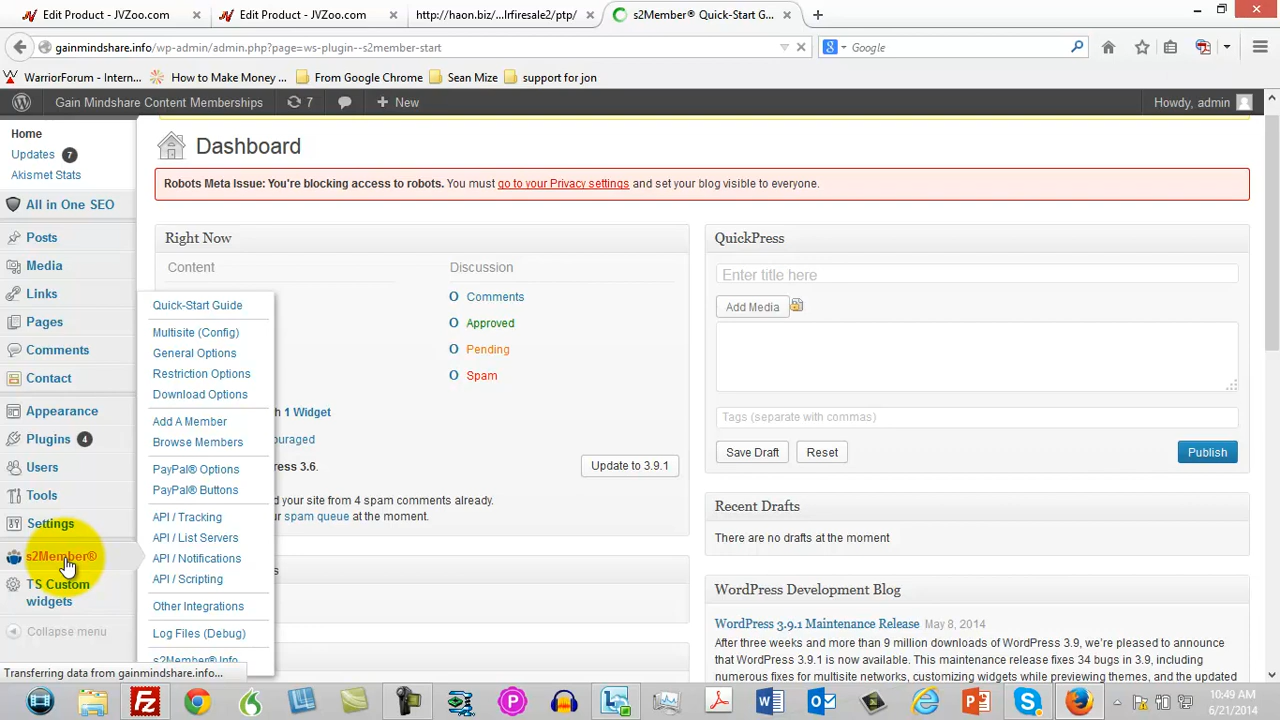 Edit Product - JVZoo.com
Edit Product - JVZoo.com
http://haon.biz/...lrfiresale2/ptp/
s2Member® Quick-Start G...
gainmindshare.info/wp-admin/admin.php?page=ws-plugin--s2member-start
Google
WarriorForum - Intern...
How to Make Money ...
From Google Chrome
Sean Mize
support for jon
Gain Mindshare Content Memberships
7
New
Howdy, admin
Home
Updates 7
Akismet Stats
All in One SEO
Posts
Media
Links
Pages
Comments
Contact
Appearance
Plugins 4
Users
Tools
Settings
s2Member®
TS Custom
widgets
Collapse menu
Quick-Start Guide
Multisite (Config)
General Options
Restriction Options
Download Options
Add A Member
Browse Members
PayPal® Options
PayPal® Buttons
API / Tracking
API / List Servers
API / Notifications
API / Scripting
Other Integrations
Log Files (Debug)
s2Member® Info
Dashboard
Robots Meta Issue: You're blocking access to robots. You must go to your Privacy settings and set your blog visible to everyone.
Right Now
Content
Discussion
0 Comments
0 Approved
0 Pending
0 Spam
1 Widget
ouraged
ress 3.6.
Update to 3.9.1
d your site from 4 spam comments already.
ur spam queue at the moment.
QuickPress
Enter title here
Add Media
Tags (separate with commas)
Save Draft
Reset
Publish
Recent Drafts
There are no drafts at the moment
WordPress Development Blog
WordPress 3.9.1 Maintenance Release May 8, 2014
After three weeks and more than 9 million downloads of WordPress 3.9, we're pleased to announce
that WordPress 3.9.1 is now available. This maintenance release fixes 34 bugs in 3.9, including
numerous fixes for multisite networks, customizing widgets while previewing themes, and the updated
Transferring data from gainmindshare.info...
0:49 AM
6/21/2014